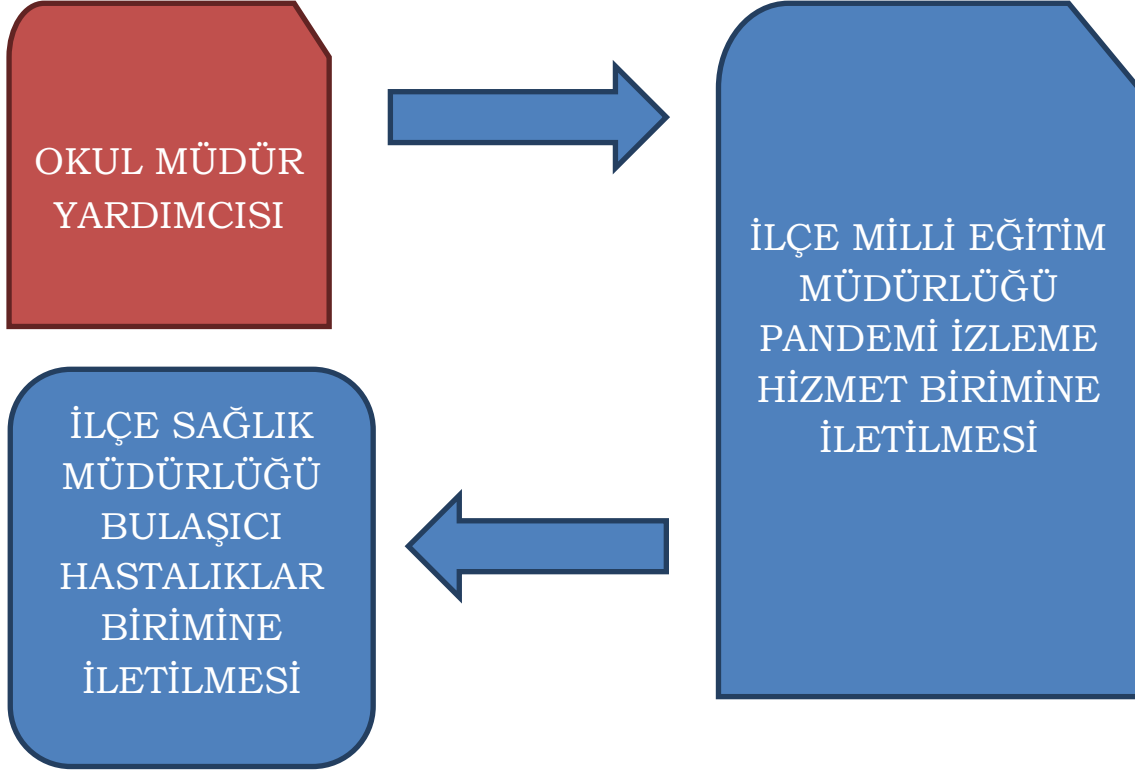 OKUL MÜDÜR
YARDIMCISI
İLÇE MİLLİ EĞİTİM
MÜDÜRLÜĞÜ
PANDEMİ İZLEME
HİZMET BİRİMİNE
İLETİLMESİ
İLÇE SAĞLIK
MÜDÜRLÜĞÜ
BULAŞICI
HASTALIKLAR
BİRİMİNE
İLETİLMESİ